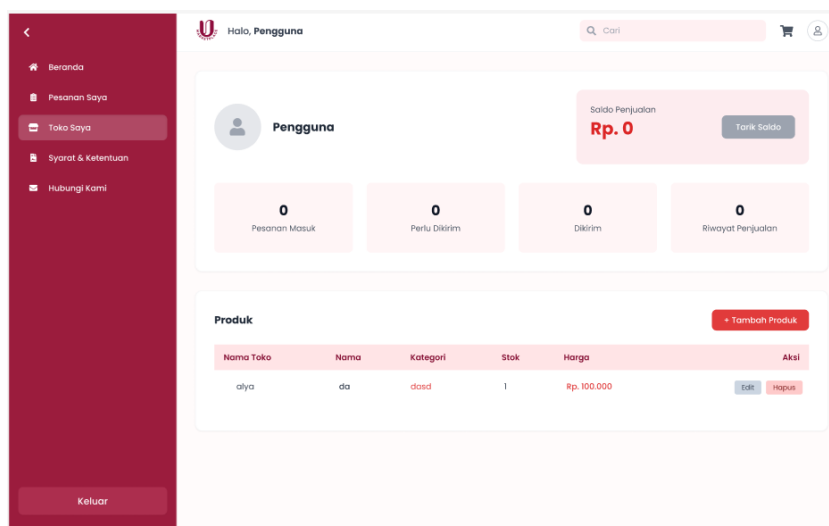 Halo, Pengguna
Cari
Beranda
Pesanan Saya
Toko Saya
Syarat & Ketentuan
Hubungi Kami
Keluar
Pengguna
Saldo Penjualan
Rp. 0
Tarik Saldo
0
Pesanan Masuk
0
Perlu Dikirim
0
Dikirim
0
Riwayat Penjualan
Produk
+ Tambah Produk
Nama Toko Nama Kategori Stok Harga Aksi
alya da dasd 1 Rp. 100.000 Edit Hapus